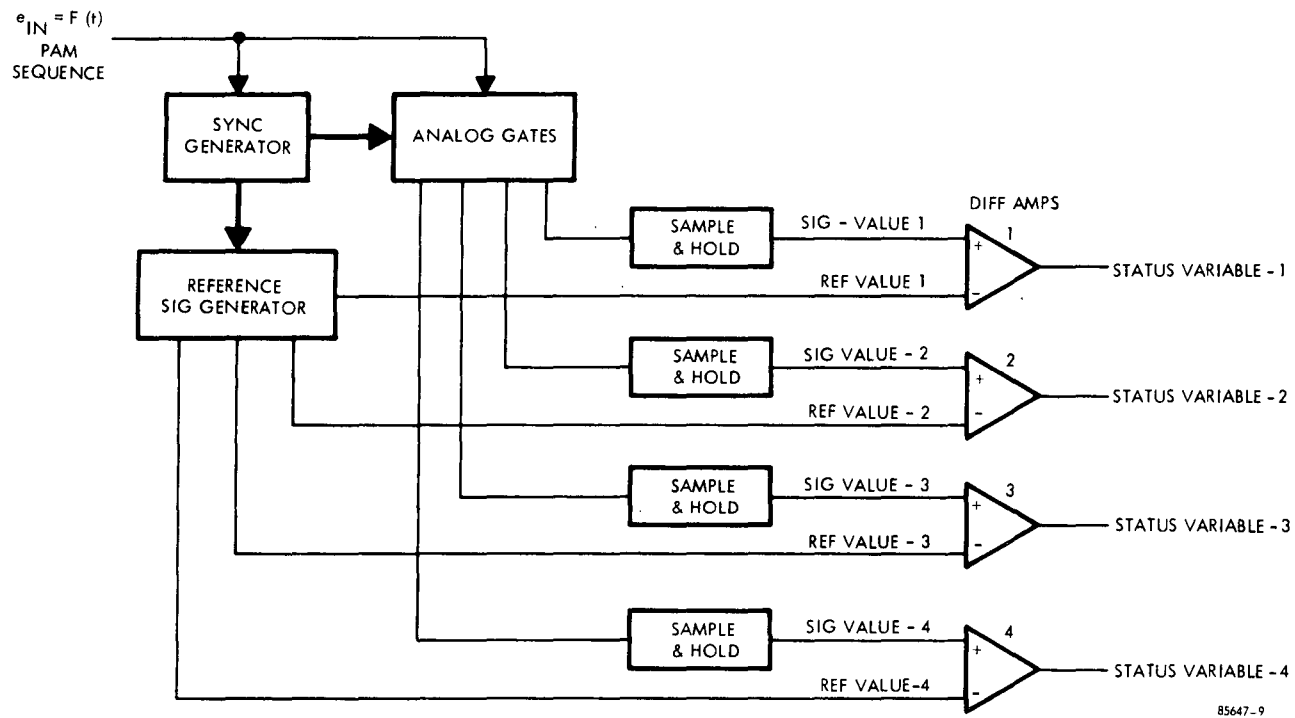 e IN = F (t)
PAM
SEQUENCE
SYNC
GENERATOR
ANALOG GATES
REFERENCE
SIG GENERATOR
DIFF AMPS
SAMPLE
& HOLD
SIG - VALUE 1
REF VALUE 1
1
+
-
STATUS VARIABLE - 1
SAMPLE
& HOLD
SIG VALUE - 2
REF VALUE - 2
2
+
-
STATUS VARIABLE - 2
SAMPLE
& HOLD
SIG VALUE - 3
REF VALUE - 3
3
+
-
STATUS VARIABLE - 3
SAMPLE
& HOLD
SIG VALUE - 4
REF VALUE-4
4
+
-
STATUS VARIABLE - 4
85647-9